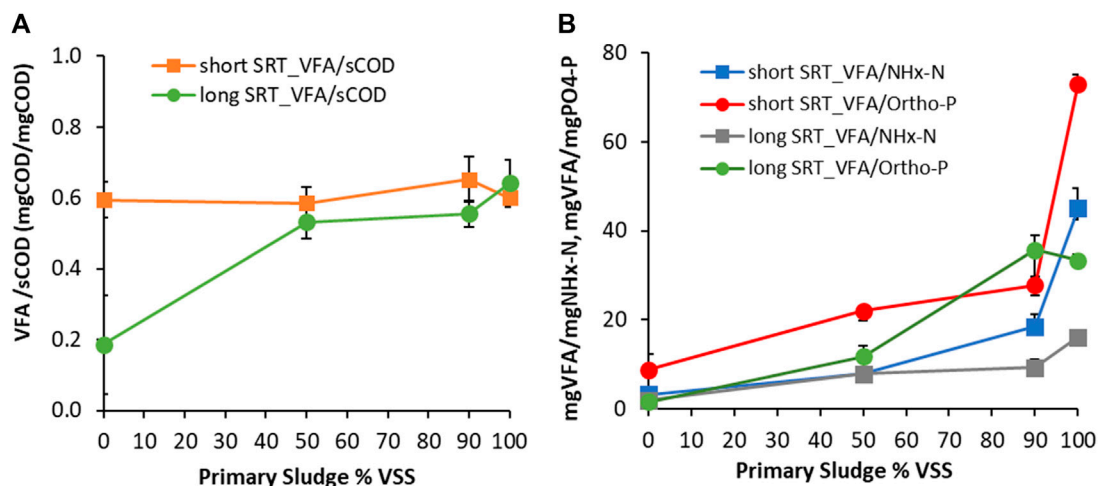 A
VFA /sCOD (mgCOD/mgCOD)
1.0
0.8
0.6
0.4
0.2
0.0
short SRT_VFA/sCOD
long SRT_VFA/sCOD
0 10 20 30 40 50 60 70 80 90 100
Primary Sludge % VSS
B
mgVFA/mgNHx-N, mgVFA/mgPO4-P
80
60
40
20
0
short SRT_VFA/NHx-N
short SRT_VFA/Ortho-P
long SRT_VFA/NHx-N
long SRT_VFA/Ortho-P
0 10 20 30 40 50 60 70 80 90 100
Primary Sludge % VSS